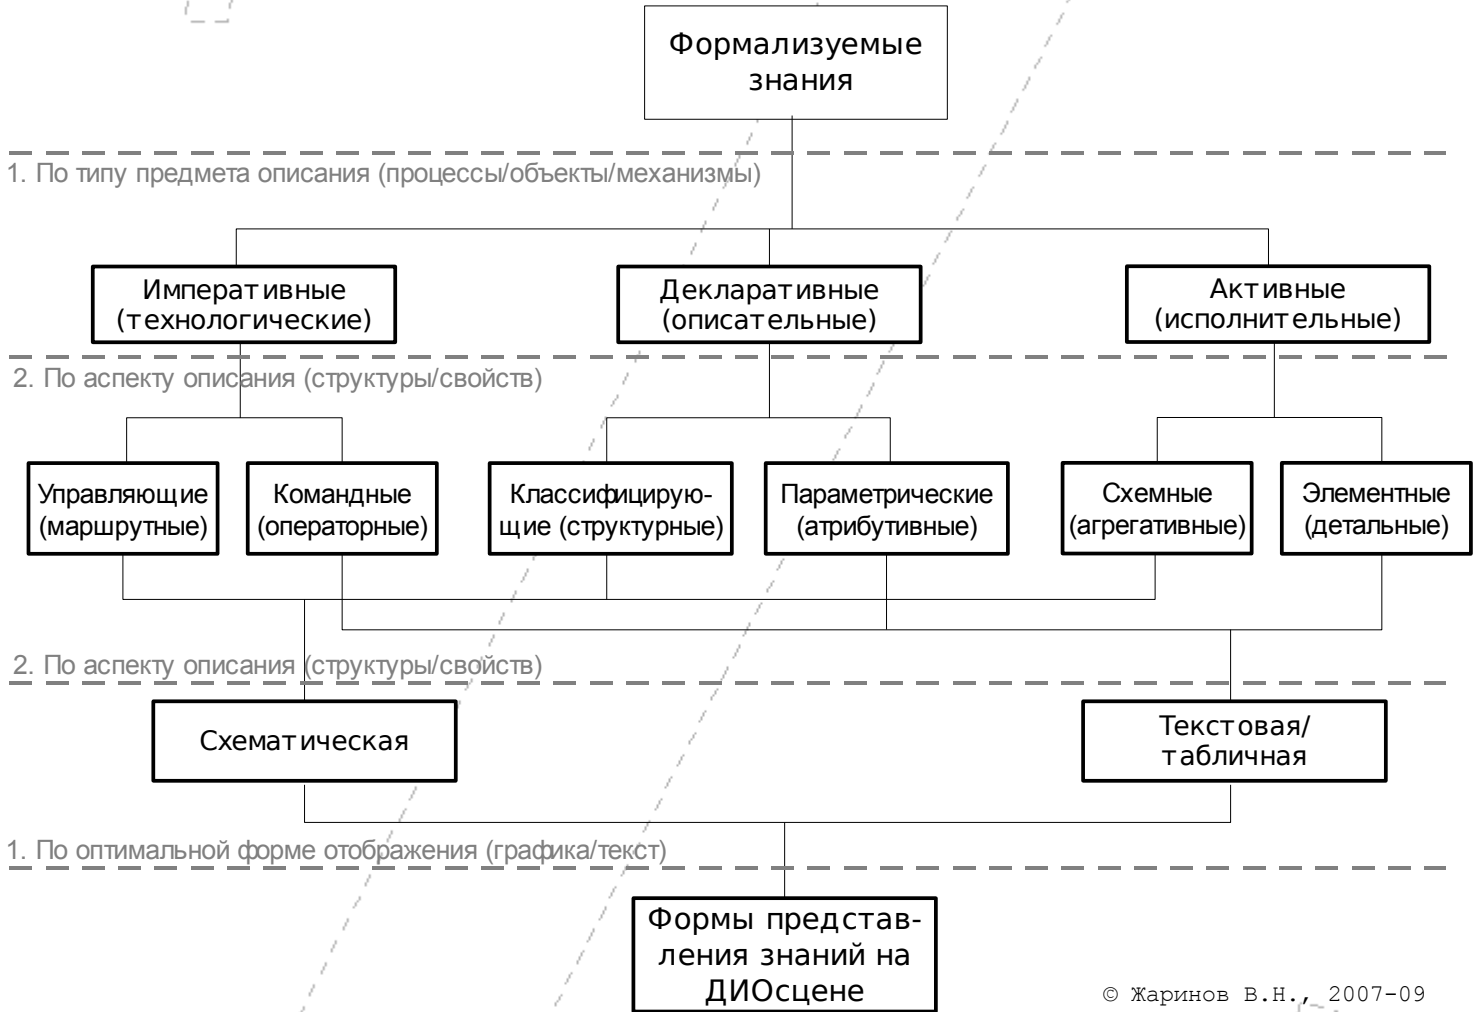 Формализуемые
знания
1. По типу предмета описания (процессы/объекты/механизмы)
Императивные
(технологические)
Декларативные
(описательные)
Активные
(исполнительные)
2. По аспекту описания (структуры/свойств)
Управляющие
(маршрутные)
Командные
(операторные)
Классифицирую-
щие (структурные)
Параметрические
(атрибутивные)
Схемные
(агрегативные)
Элементные
(детальные)
2. По аспекту описания (структуры/свойств)
Схематическая
Текстовая/
табличная
1. По оптимальной форме отображения (графика/текст)
Формы представ-
ления знаний на
ДИОсцене
© Жаринов В.Н., 2007-09